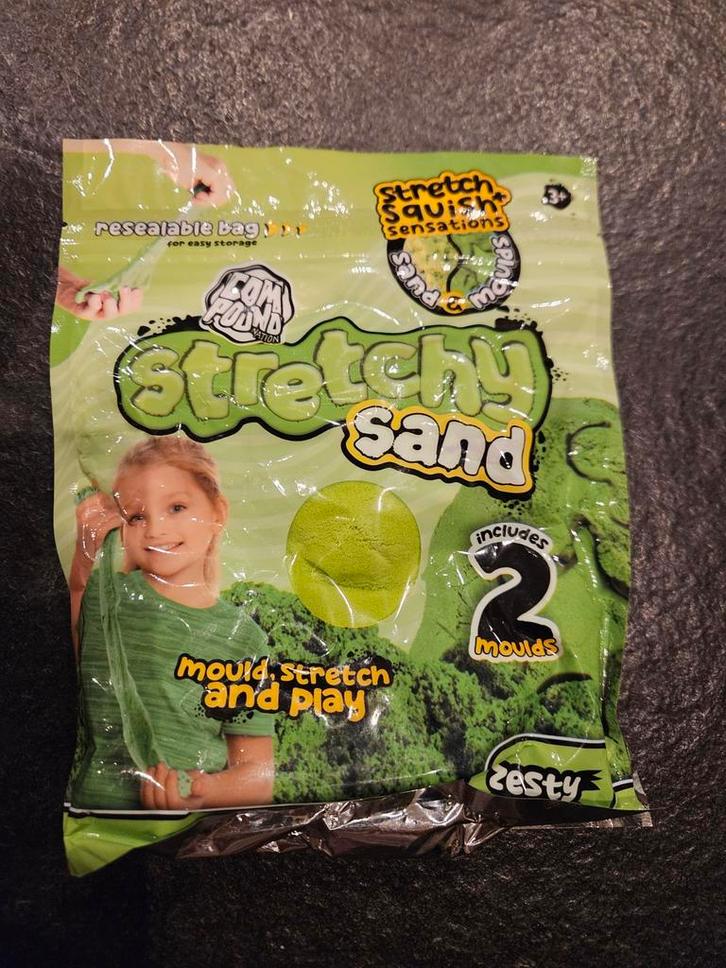 stretch +
squish
sensations
3+
resealable bag
for easy storage
sand & moulds
COM
POUND
NATION
stretchy
sand
includes
2
moulds
mould, stretch
and play
zesty